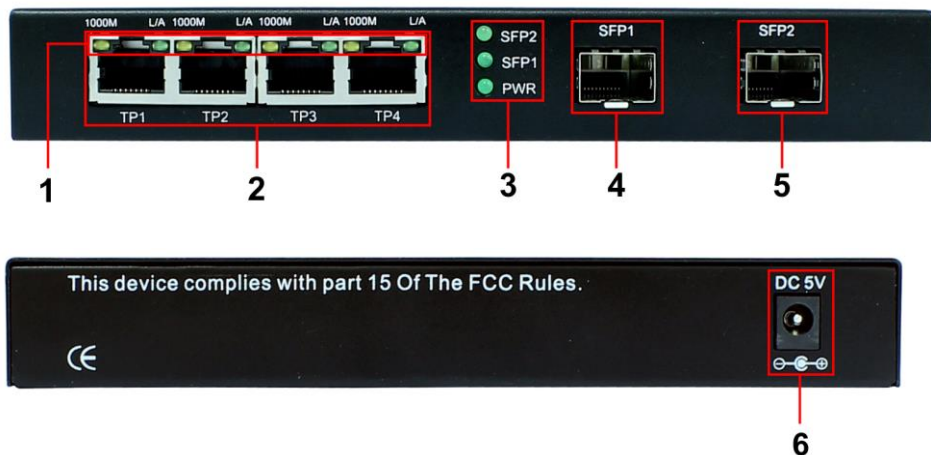 1000M L/A 1000M L/A 1000M L/A 1000M L/A
SFP2
SFP1
PWR
SFP1
SFP2
TP1 TP2 TP3 TP4
1 2 3 4 5
This device complies with part 15 Of The FCC Rules.
DC 5V
CE
6